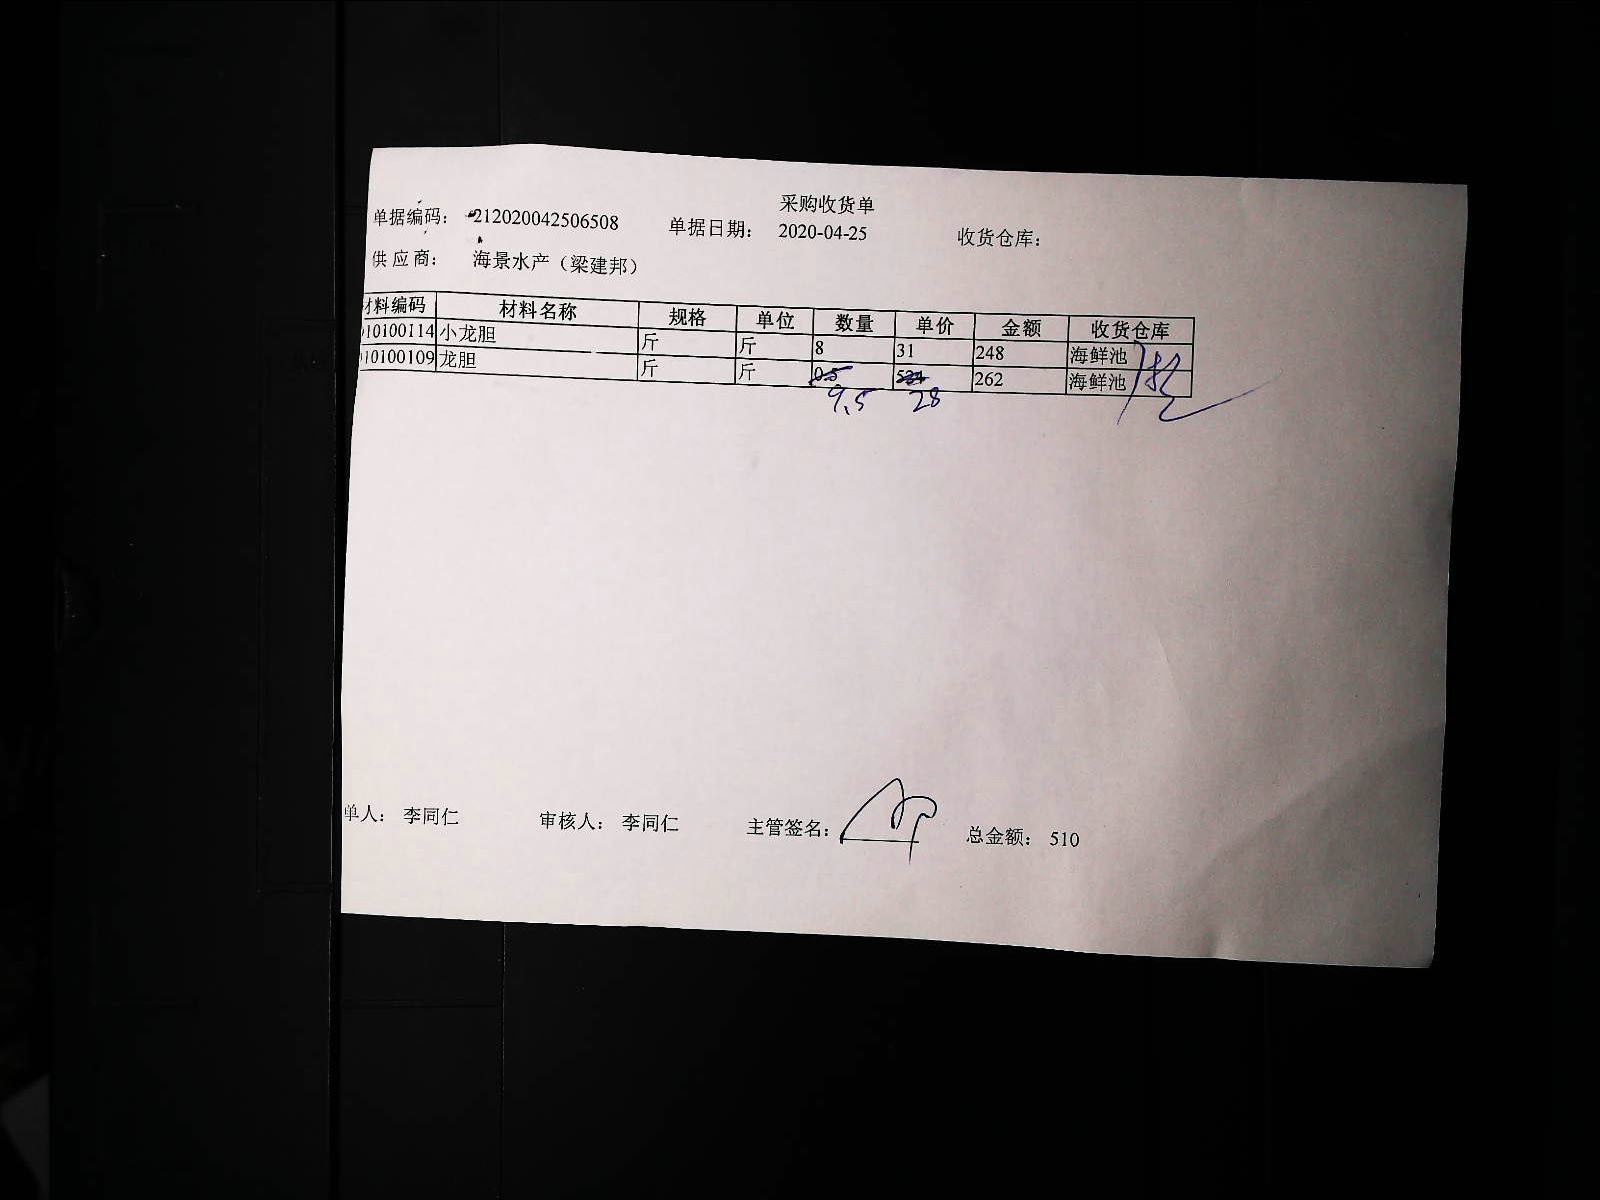 采购收货单
单据编码: 212020042506508 单据日期: 2020-04-25 收货仓库:
供应商: 海景水产（梁建邦）
材料编码 材料名称 规格 单位 数量 单价 金额 收货仓库
10100114 小龙胆 斤 斤 8 31 248 海鲜池
10100109 龙胆 斤 斤 0.5 524 262 海鲜池
9.5 28
单人: 李同仁 审核人: 李同仁 主管签名: 总金额: 510